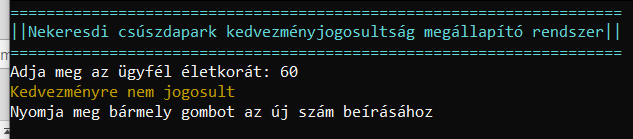 ===================================================================
||Nekeresdi csúszdapark kedvezményjogosultság megállapító rendszer||
===================================================================
Adja meg az ügyfél életkorát: 60
Kedvezményre nem jogosult
Nyomja meg bármely gombot az új szám beírásához